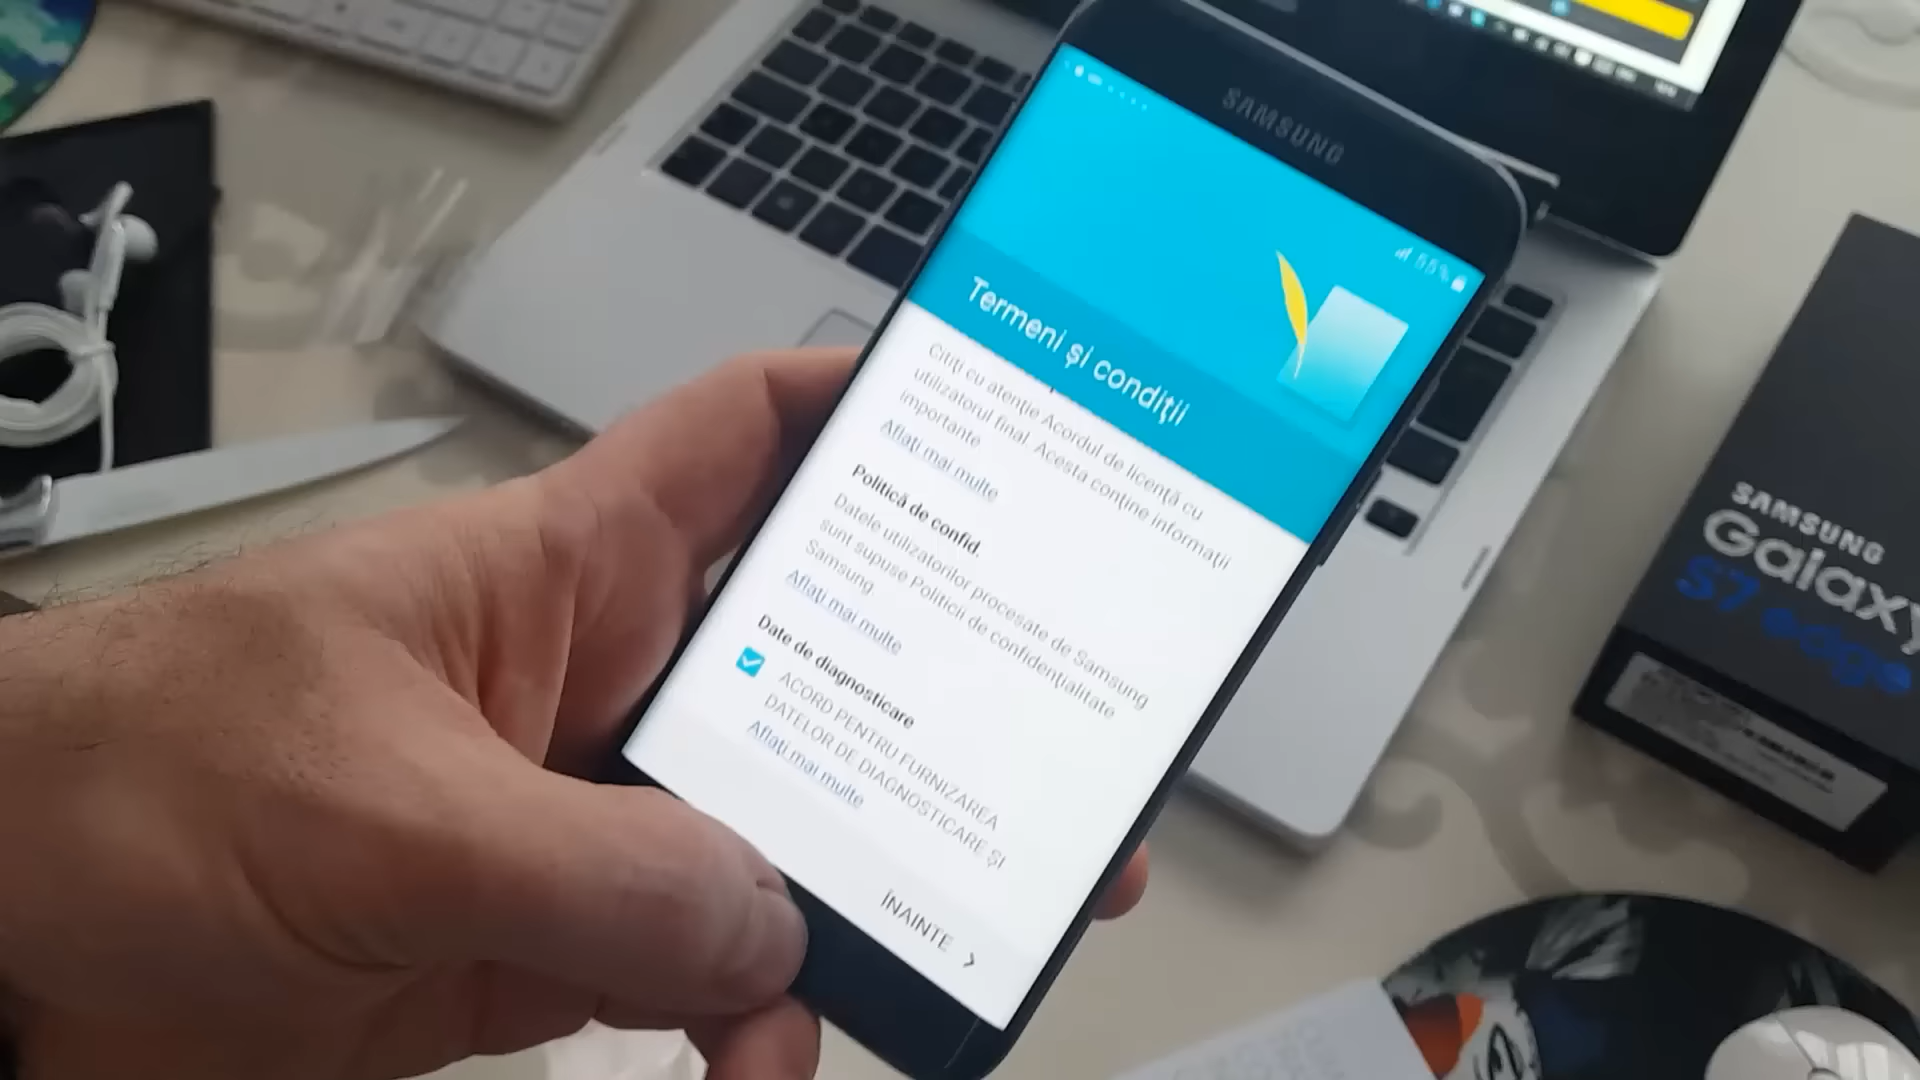 SAMSUNG
55%
Termeni și condiții
Citiți cu atenție Acordul de licență cu
utilizatorul final. Acesta conține informații
importante
Aflați mai multe
Politică de confid.
Datele utilizatorilor procesate de Samsung
sunt supuse Politicii de confidențialitate
Samsung.
Aflați mai multe
Date de diagnosticare
ACORD PENTRU FURNIZAREA
DATELOR DE DIAGNOSTICARE ȘI
Aflați mai multe
ÎNAINTE
SAMSUNG
Galaxy
S7 edge